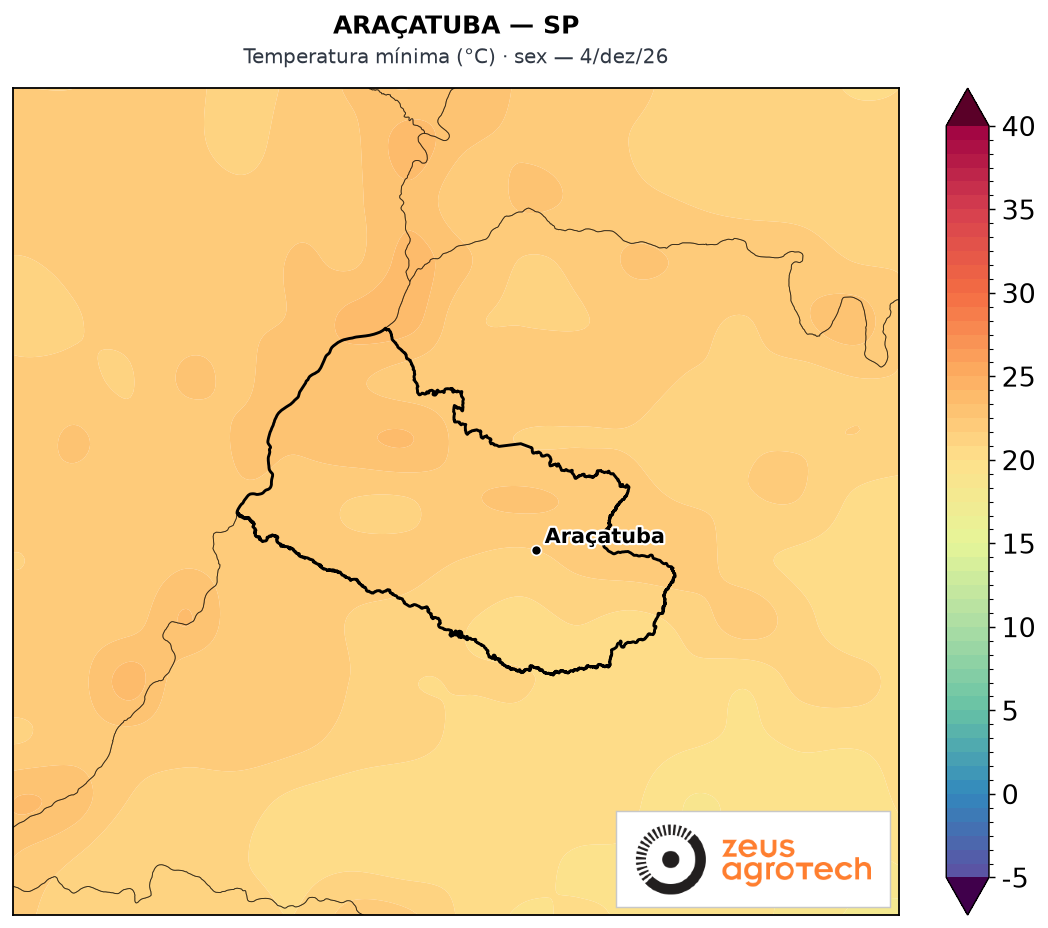 ARAÇATUBA — SP
Temperatura mínima (°C) · sex — 4/dez/26
40
35
30
25
20
15
10
5
0
-5
Araçatuba
zeus
agrotech